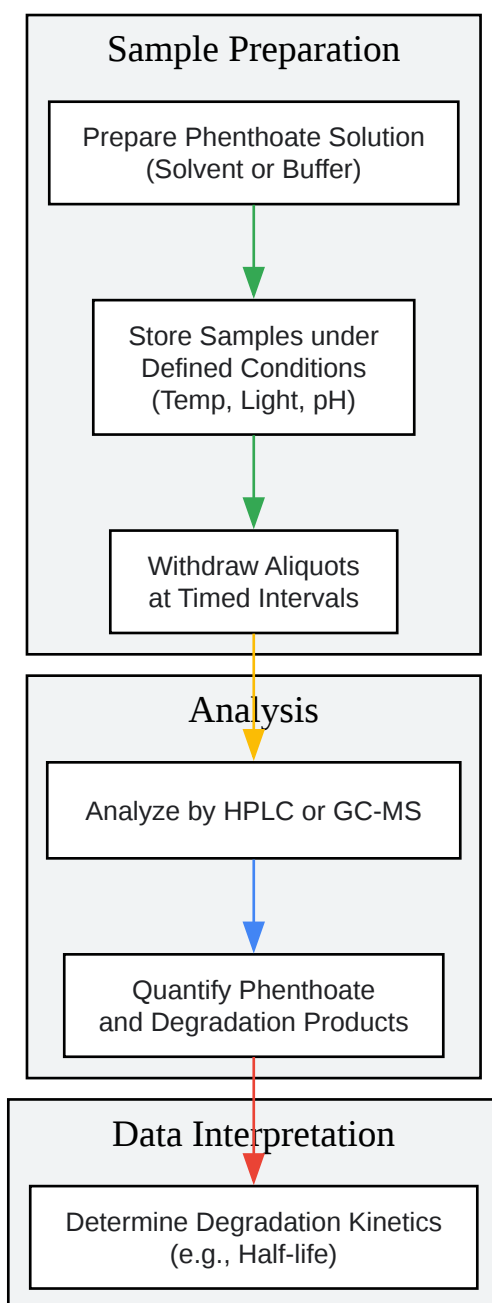 Sample Preparation
Prepare Phenthoate Solution
(Solvent or Buffer)
Store Samples under
Defined Conditions
(Temp, Light, pH)
Withdraw Aliquots
at Timed Intervals
Analysis
Analyze by HPLC or GC-MS
Quantify Phenthoate
and Degradation Products
Data Interpretation
Determine Degradation Kinetics
(e.g., Half-life)